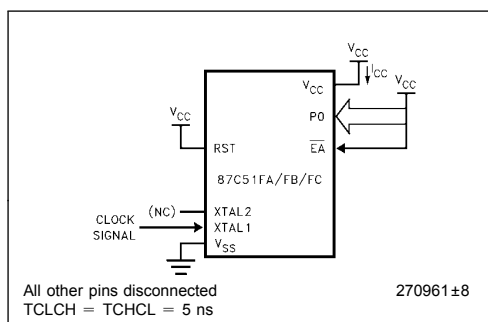 VCC
ICC
VCC
VCC
P0
VCC
RST
EA
87C51FA/FB/FC
(NC)
XTAL2
CLOCK
SIGNAL
XTAL1
VSS
All other pins disconnected
270961±8
TCLCH = TCHCL = 5 ns